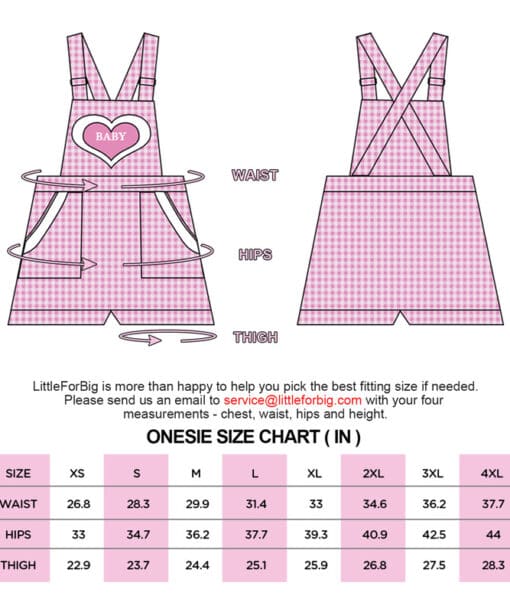 BABY
WAIST
HIPS
THIGH
LittleForBig is more than happy to help you pick the best fitting size if needed.
Please send us an email to service@littleforbig.com with your four
measurements - chest, waist, hips and height.
ONESIE SIZE CHART ( IN )
SIZE XS S M L XL 2XL 3XL 4XL
WAIST 26.8 28.3 29.9 31.4 33 34.6 36.2 37.7
HIPS 33 34.7 36.2 37.7 39.3 40.9 42.5 44
THIGH 22.9 23.7 24.4 25.1 25.9 26.8 27.5 28.3